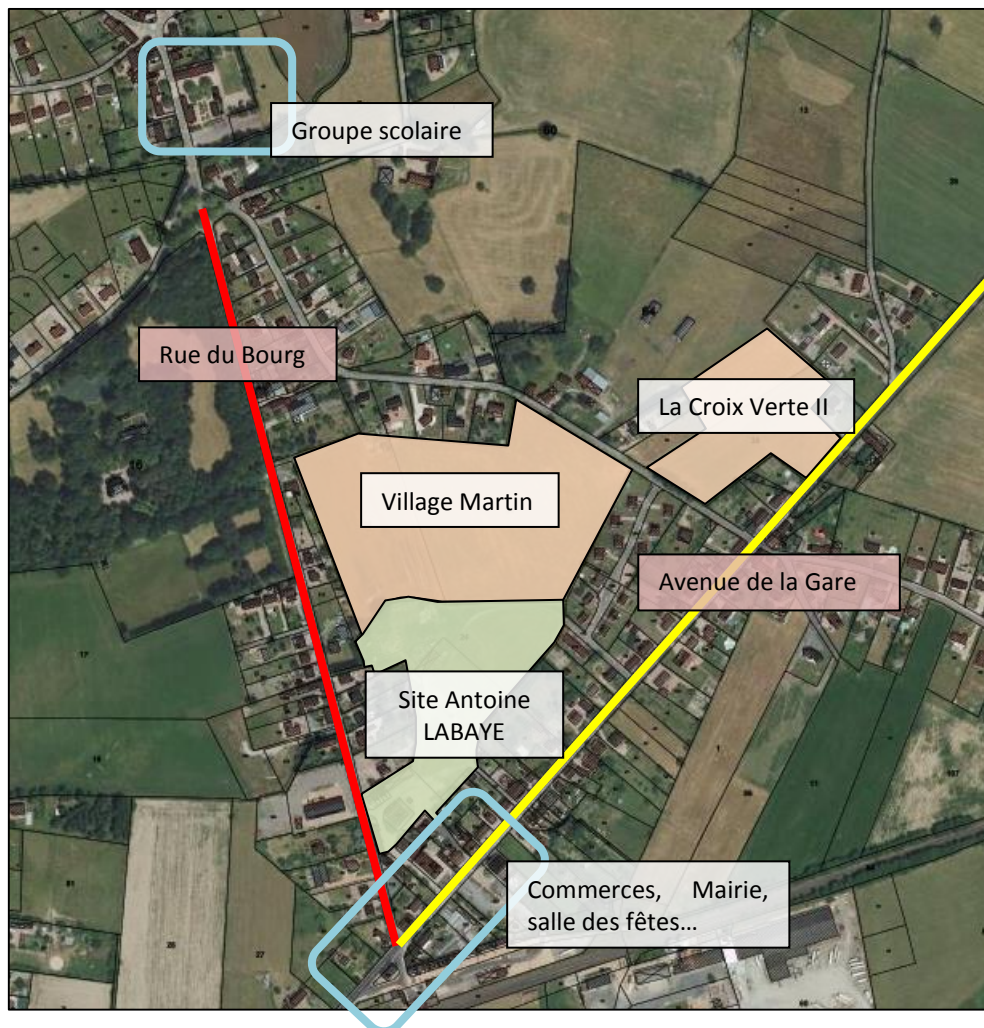 Groupe scolaire
Rue du Bourg
La Croix Verte II
Village Martin
Avenue de la Gare
Site Antoine
LABAYE
Commerces, Mairie,
salle des fêtes...